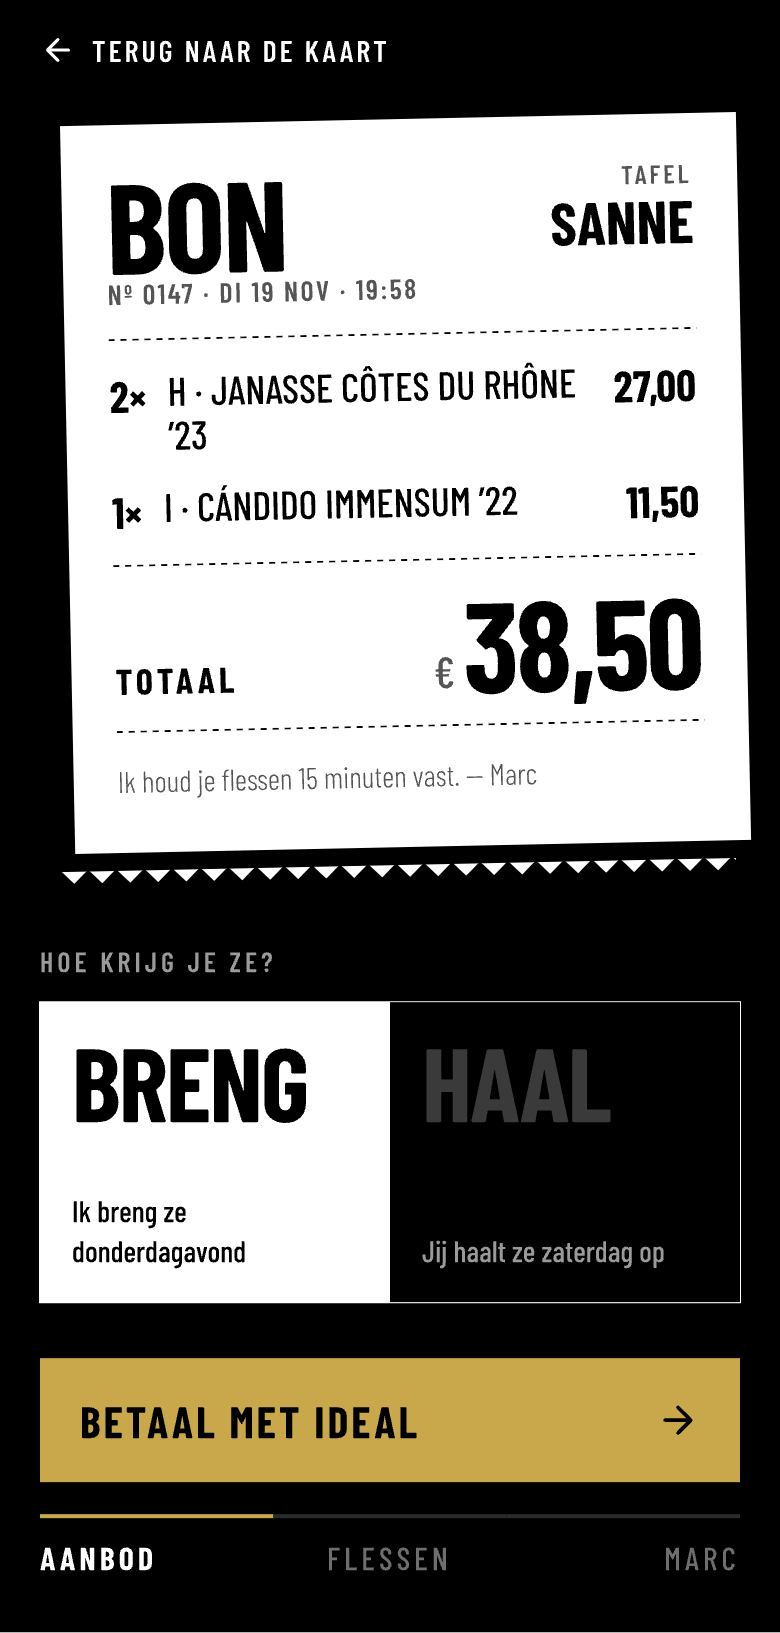 ← TERUG NAAR DE KAART
BON
TAFEL
SANNE
Nº 0147 · DI 19 NOV · 19:58
2× H · JANASSE CÔTES DU RHÔNE 27,00
’23
1× I · CÁNDIDO IMMENSUM ’22 11,50
TOTAAL € 38,50
Ik houd je flessen 15 minuten vast. — Marc
HOE KRIJG JE ZE?
BRENG
Ik breng ze
donderdagavond
HAAL
Jij haalt ze zaterdag op
BETAAL MET IDEAL →
AANBOD FLESSEN MARC